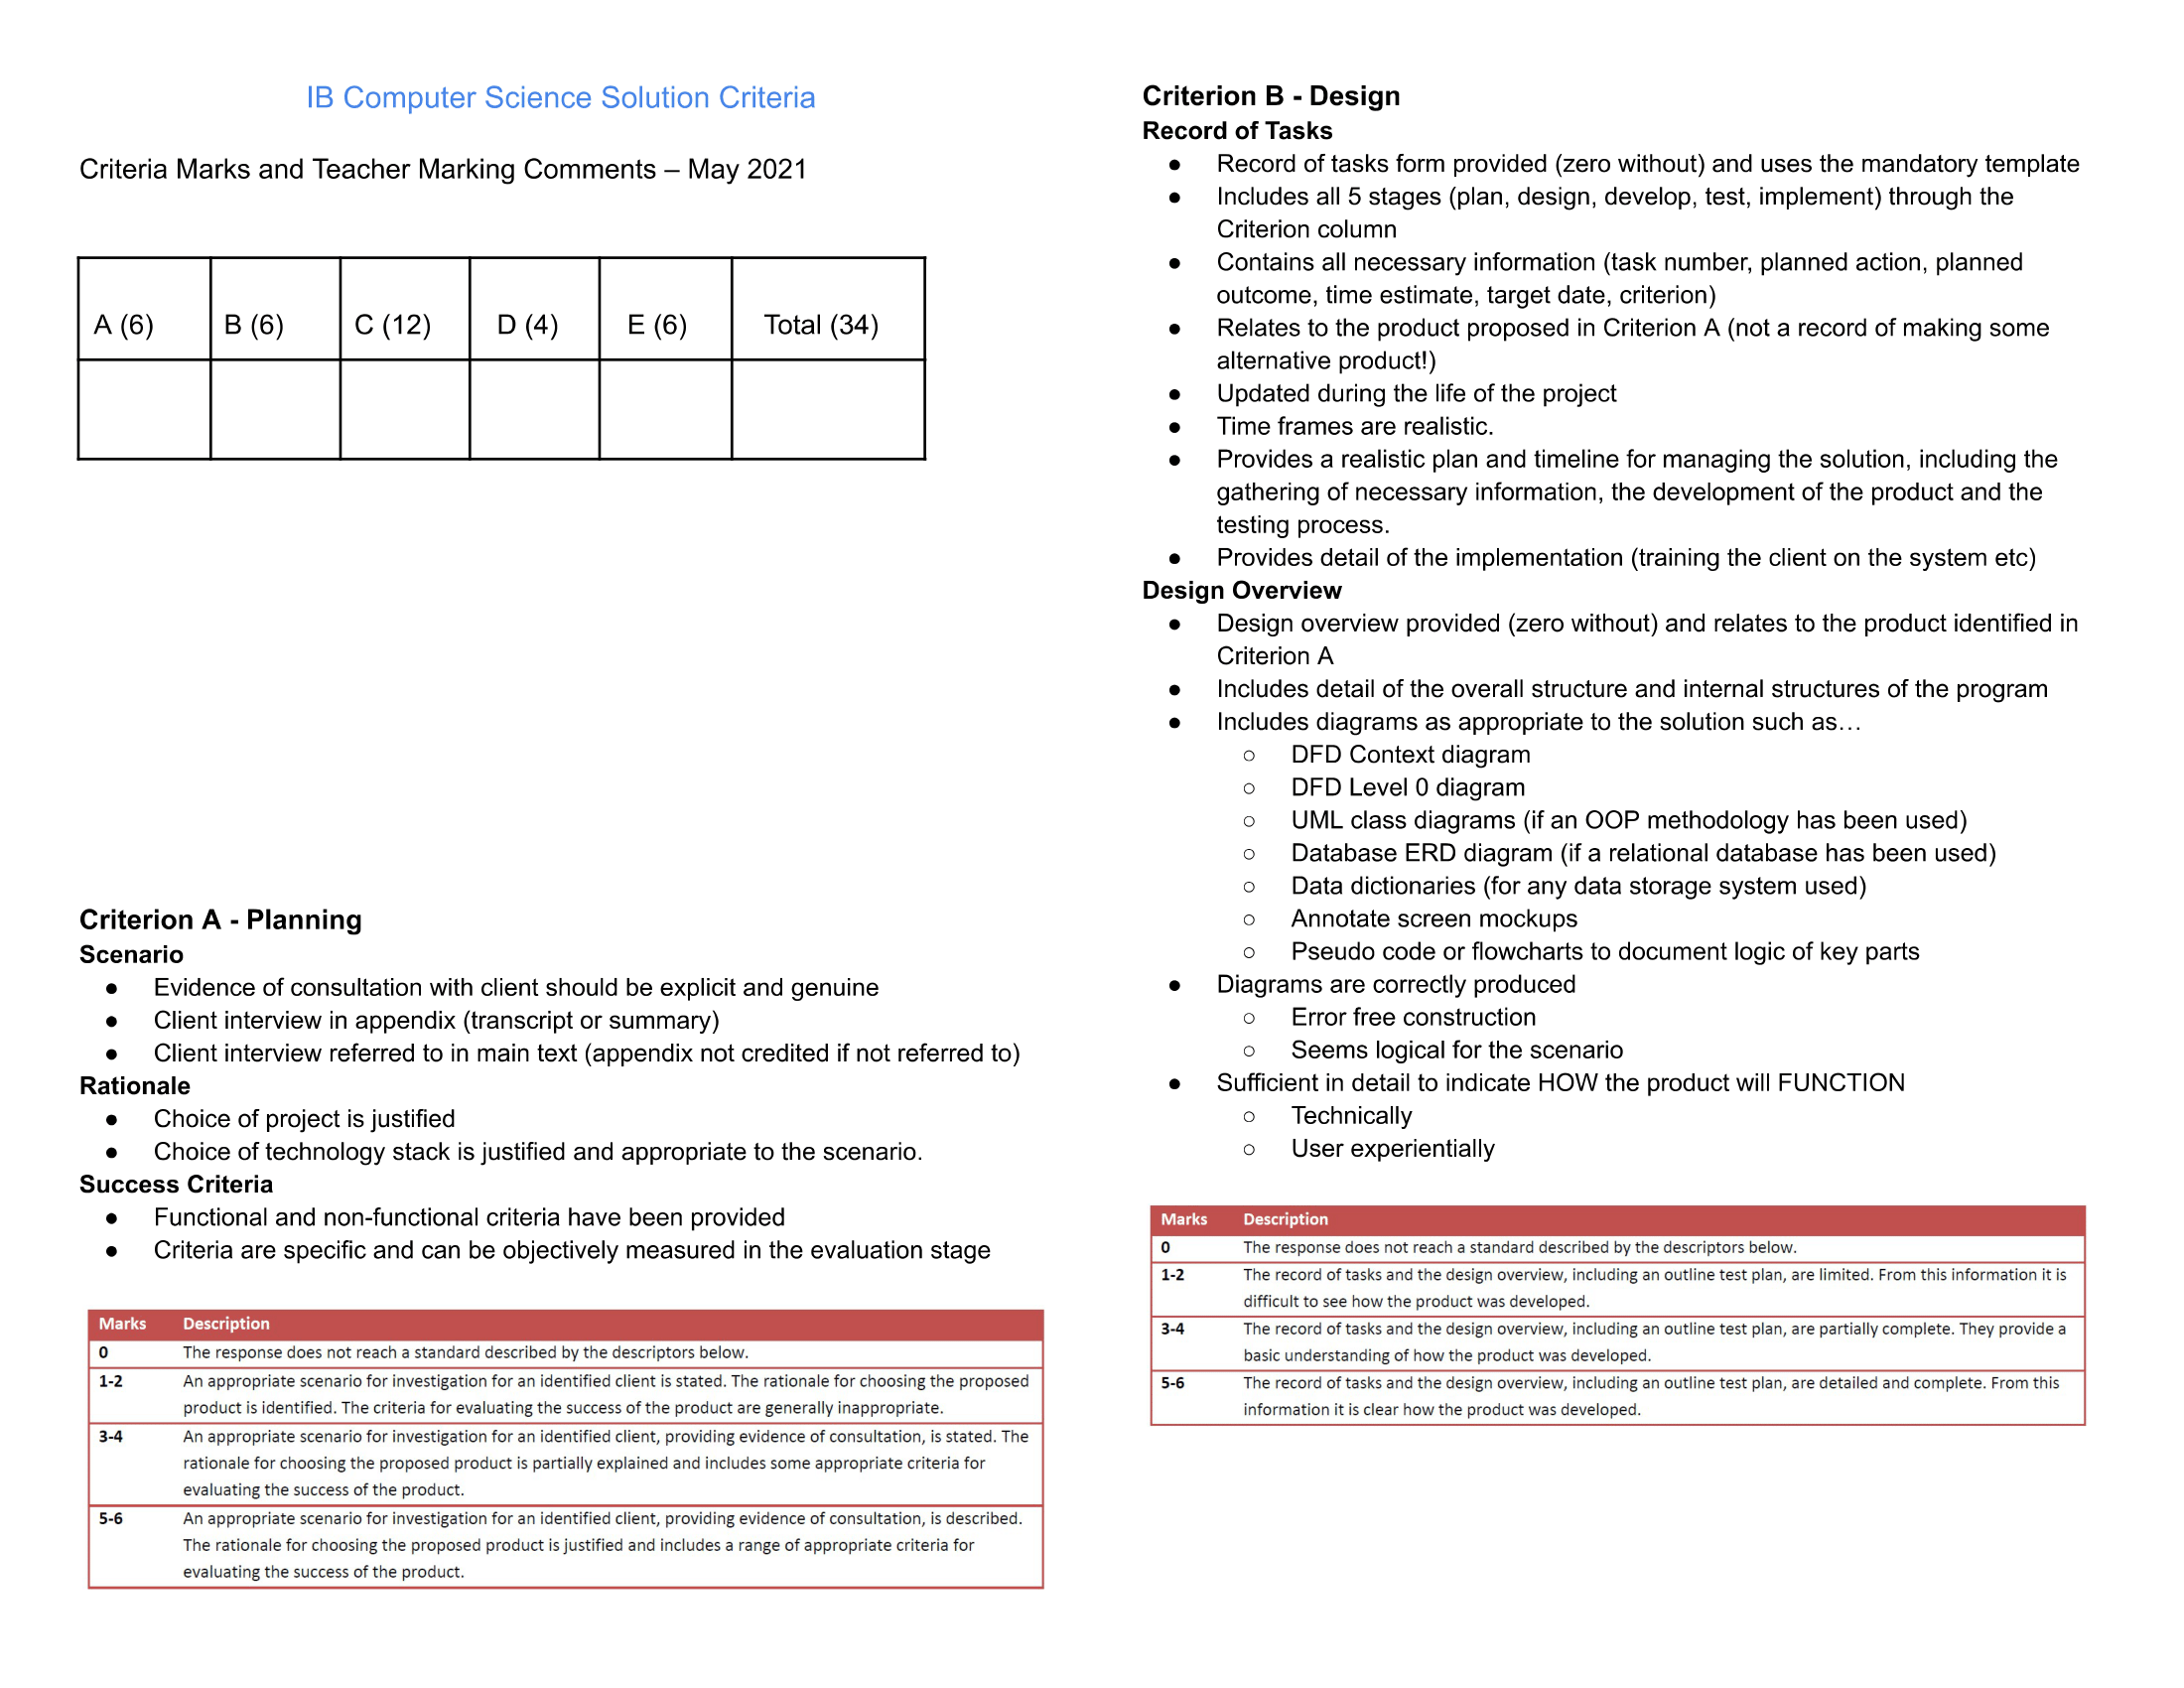 IB Computer Science Solution Criteria
Criteria Marks and Teacher Marking Comments – May 2021
A (6) B (6) C (12) D (4) E (6) Total (34)
Criterion A - Planning
Scenario
● Evidence of consultation with client should be explicit and genuine
● Client interview in appendix (transcript or summary)
● Client interview referred to in main text (appendix not credited if not referred to)
Rationale
● Choice of project is justified
● Choice of technology stack is justified and appropriate to the scenario.
Success Criteria
● Functional and non-functional criteria have been provided
● Criteria are specific and can be objectively measured in the evaluation stage
Marks Description
0 The response does not reach a standard described by the descriptors below.
1-2 An appropriate scenario for investigation for an identified client is stated. The rationale for choosing the proposed
product is identified. The criteria for evaluating the success of the product are generally inappropriate.
3-4 An appropriate scenario for investigation for an identified client, providing evidence of consultation, is stated. The
rationale for choosing the proposed product is partially explained and includes some appropriate criteria for
evaluating the success of the product.
5-6 An appropriate scenario for investigation for an identified client, providing evidence of consultation, is described.
The rationale for choosing the proposed product is justified and includes a range of appropriate criteria for
evaluating the success of the product.
Criterion B - Design
Record of Tasks
● Record of tasks form provided (zero without) and uses the mandatory template
● Includes all 5 stages (plan, design, develop, test, implement) through the
Criterion column
● Contains all necessary information (task number, planned action, planned
outcome, time estimate, target date, criterion)
● Relates to the product proposed in Criterion A (not a record of making some
alternative product!)
● Updated during the life of the project
● Time frames are realistic.
● Provides a realistic plan and timeline for managing the solution, including the
gathering of necessary information, the development of the product and the
testing process.
● Provides detail of the implementation (training the client on the system etc)
Design Overview
● Design overview provided (zero without) and relates to the product identified in
Criterion A
● Includes detail of the overall structure and internal structures of the program
● Includes diagrams as appropriate to the solution such as…
○ DFD Context diagram
○ DFD Level 0 diagram
○ UML class diagrams (if an OOP methodology has been used)
○ Database ERD diagram (if a relational database has been used)
○ Data dictionaries (for any data storage system used)
○ Annotate screen mockups
○ Pseudo code or flowcharts to document logic of key parts
● Diagrams are correctly produced
○ Error free construction
○ Seems logical for the scenario
● Sufficient in detail to indicate HOW the product will FUNCTION
○ Technically
○ User experientially
Marks Description
0 The response does not reach a standard described by the descriptors below.
1-2 The record of tasks and the design overview, including an outline test plan, are limited. From this information it is
difficult to see how the product was developed.
3-4 The record of tasks and the design overview, including an outline test plan, are partially complete. They provide a
basic understanding of how the product was developed.
5-6 The record of tasks and the design overview, including an outline test plan, are detailed and complete. From this
information it is clear how the product was developed.